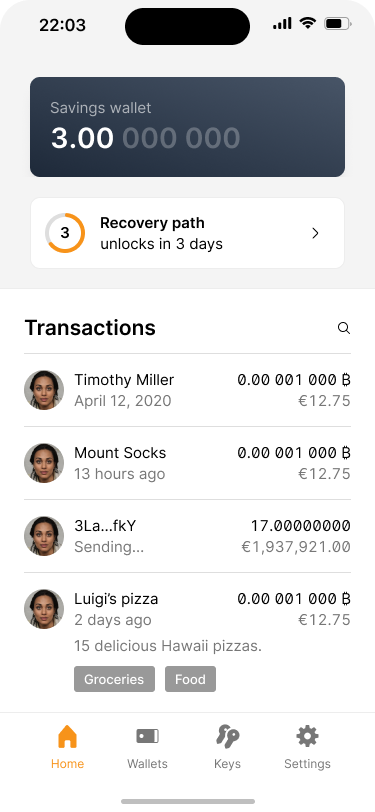 22:03
Savings wallet
3.00 000 000
3
Recovery path
unlocks in 3 days
Transactions
Timothy Miller 0.00 001 000 ₿
April 12, 2020 €12.75
Mount Socks 0.00 001 000 ₿
13 hours ago €12.75
3La...fkY 17.00000000
Sending... €1,937,921.00
Luigi’s pizza 0.00 001 000 ₿
2 days ago €12.75
15 delicious Hawaii pizzas.
Groceries Food
Home Wallets Keys Settings